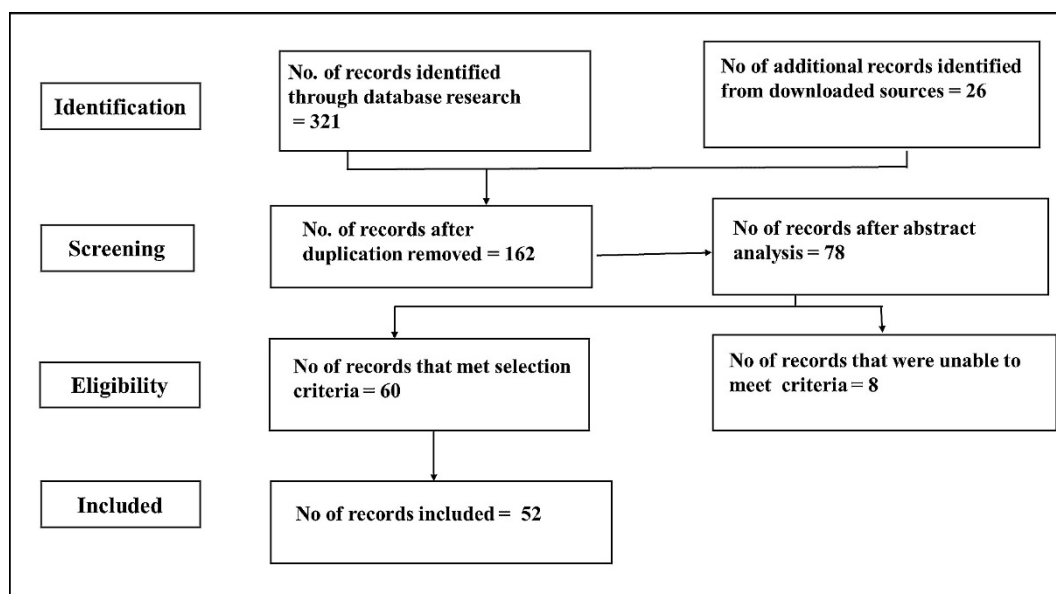 Identification
No. of records identified
through database research
= 321
No of additional records identified
from downloaded sources = 26
Screening
No. of records after
duplication removed = 162
No of records after abstract
analysis = 78
Eligibility
No of records that met selection
criteria = 60
No of records that were unable to
meet criteria = 8
Included
No of records included = 52